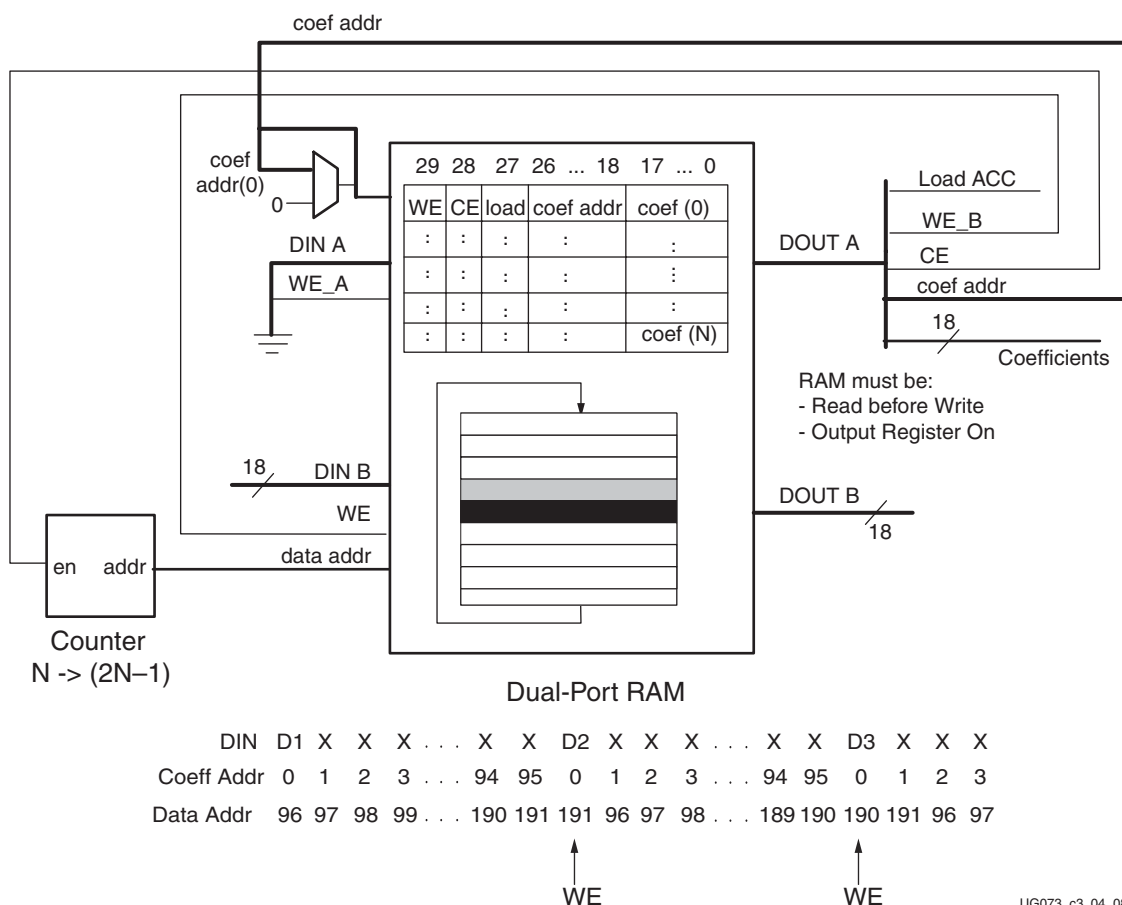 coef addr
coef
addr(0)
0
29 28 27 26 ... 18 17 ... 0
WE CE load coef addr coef (0)
: : : : :
: : : : :
: : : : :
: : : : coef (N)
DIN A
WE_A
DOUT A
Load ACC
WE_B
CE
coef addr
18
Coefficients
RAM must be:
- Read before Write
- Output Register On
18 DIN B
WE
data addr
DOUT B
18
en addr
Counter
N -> (2N–1)
Dual-Port RAM
DIN D1 X X X . . . X X D2 X X X . . . X X D3 X X X
Coeff Addr 0 1 2 3 . . . 94 95 0 1 2 3 . . . 94 95 0 1 2 3
Data Addr 96 97 98 99 . . . 190 191 191 96 97 98 . . . 189 190 190 191 96 97
WE WE